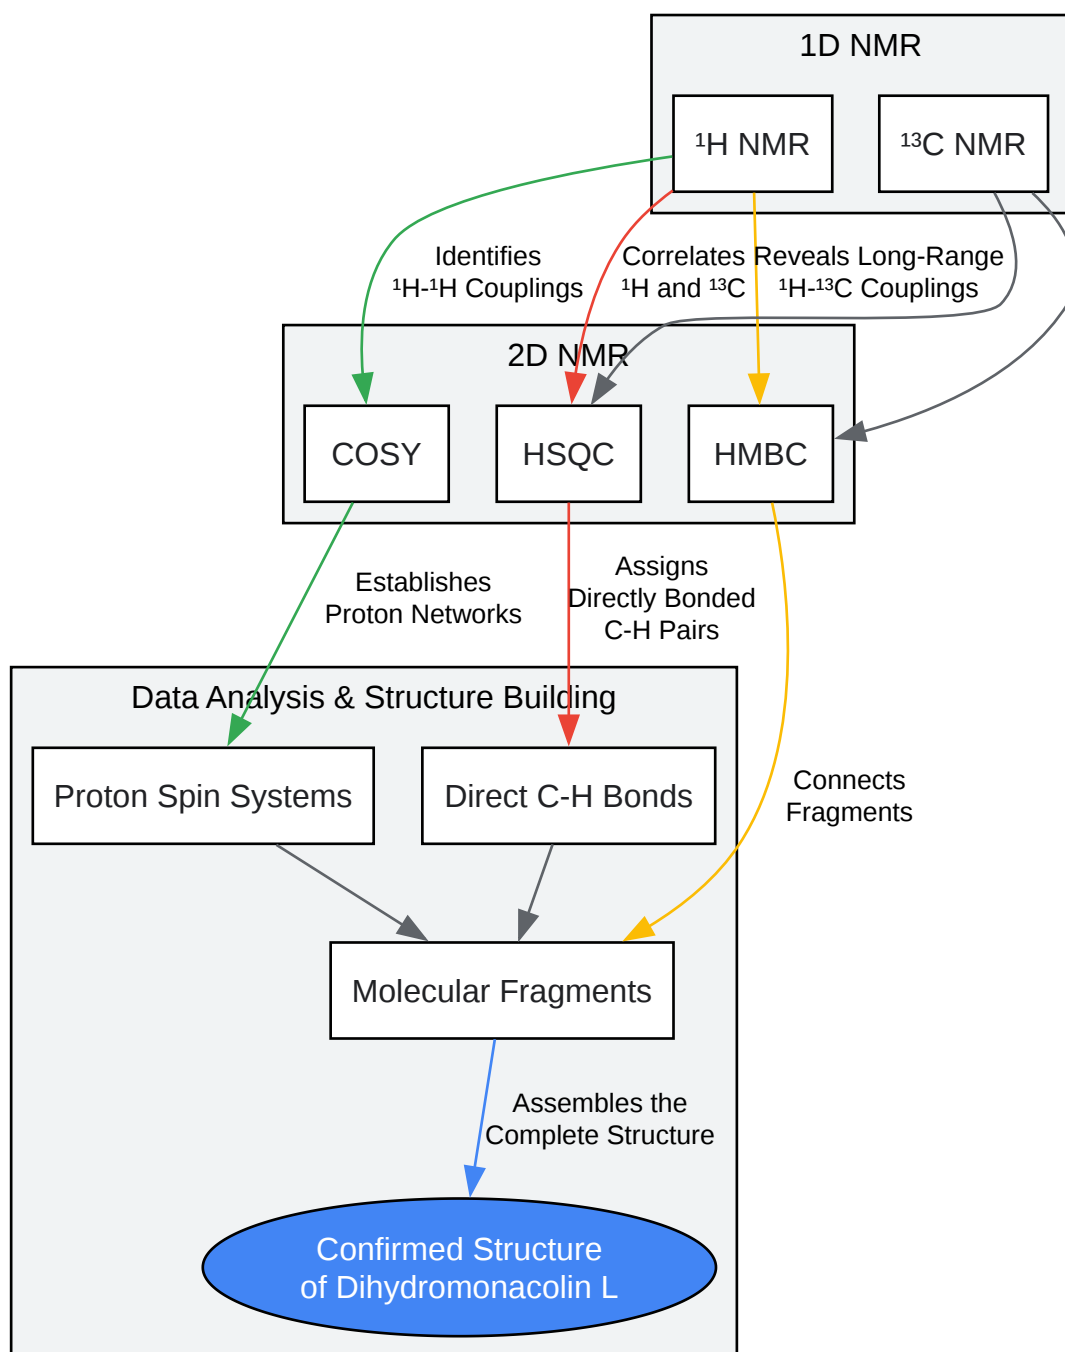 1D NMR
¹H NMR
¹³C NMR
Identifies
¹H-¹H Couplings
Correlates
¹H and ¹³C
Reveals Long-Range
¹H-¹³C Couplings
2D NMR
COSY
HSQC
HMBC
Establishes
Proton Networks
Assigns
Directly Bonded
C-H Pairs
Data Analysis & Structure Building
Proton Spin Systems
Direct C-H Bonds
Connects
Fragments
Molecular Fragments
Assembles the
Complete Structure
Confirmed Structure
of Dihydromonacolin L